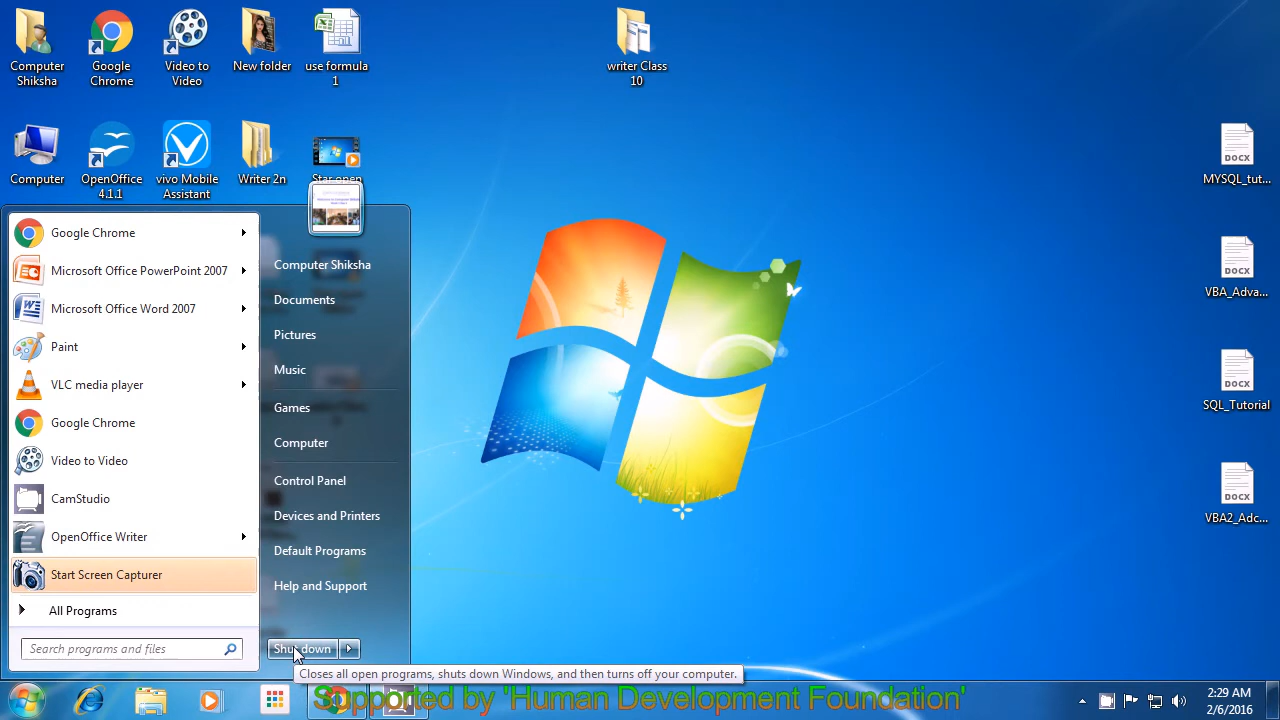 Computer
Shiksha
Google
Chrome
Video to
Video
New folder
use formula
1
writer Class
10
Computer
OpenOffice
4.1.1
vivo Mobile
Assistant
Writer 2n
MYSQL_tut...
VBA_Adva...
SQL_Tutorial
VBA2_Adc...
DOCX
DOCX
DOCX
DOCX
Google Chrome
Microsoft Office PowerPoint 2007
Microsoft Office Word 2007
Paint
VLC media player
Google Chrome
Video to Video
CamStudio
OpenOffice Writer
Start Screen Capturer
All Programs
Search programs and files
Computer Shiksha
Documents
Pictures
Music
Games
Computer
Control Panel
Devices and Printers
Default Programs
Help and Support
Shut down
Closes all open programs, shuts down Windows, and then turns off your computer.
Supported by 'Human Development Foundation'
2:29 AM
2/6/2016